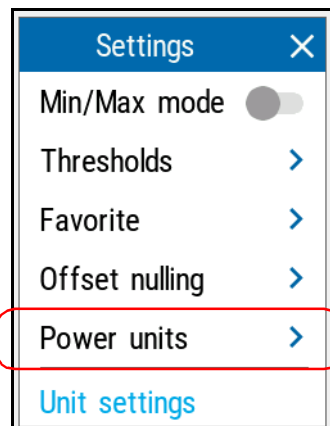 Settings
Min/Max mode
Thresholds
Favorite
Offset nulling
Power units
Unit settings